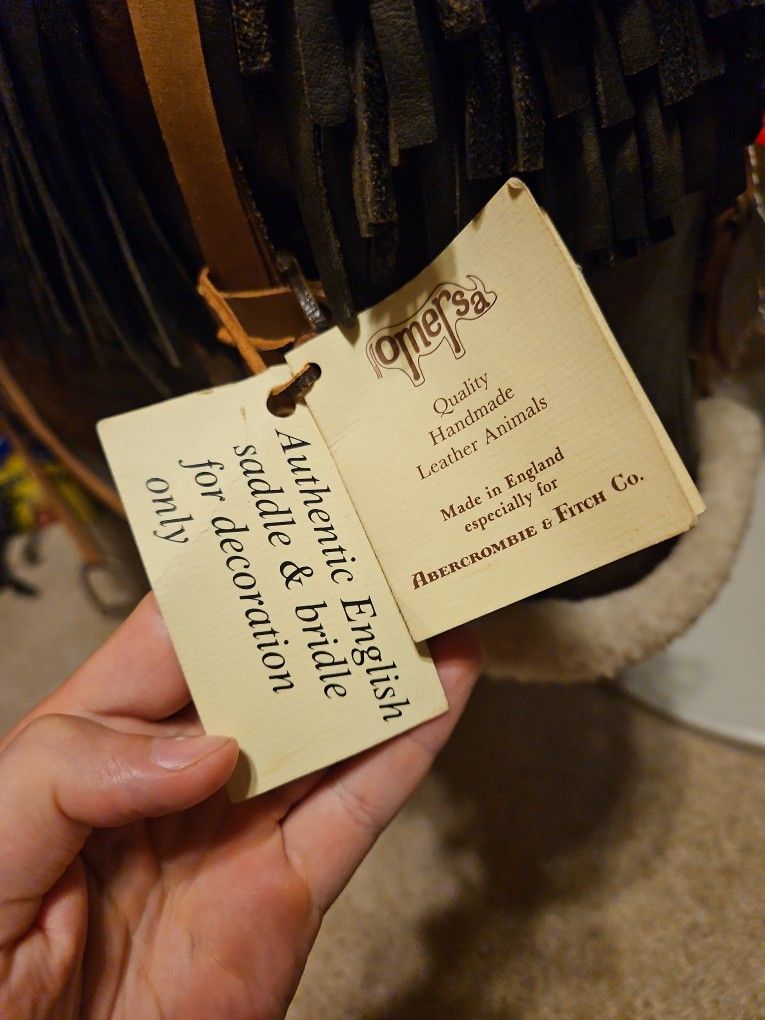 omersa
Quality
Handmade
Leather Animals
Made in England
especially for
ABERCROMBIE & FITCH CO.
Authentic English
saddle & bridle
for decoration
only